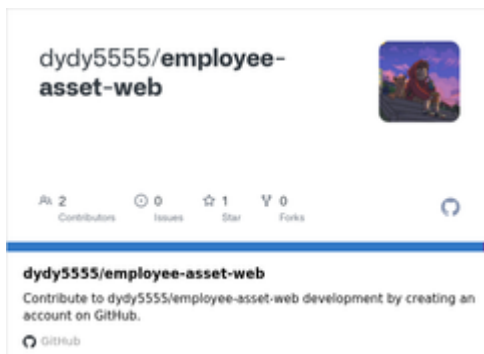 dydy5555/employee-
asset-web
2
Contributors
0
Issues
1
Star
0
Forks
dydy5555/employee-asset-web
Contribute to dydy5555/employee-asset-web development by creating an
account on GitHub.
GitHub